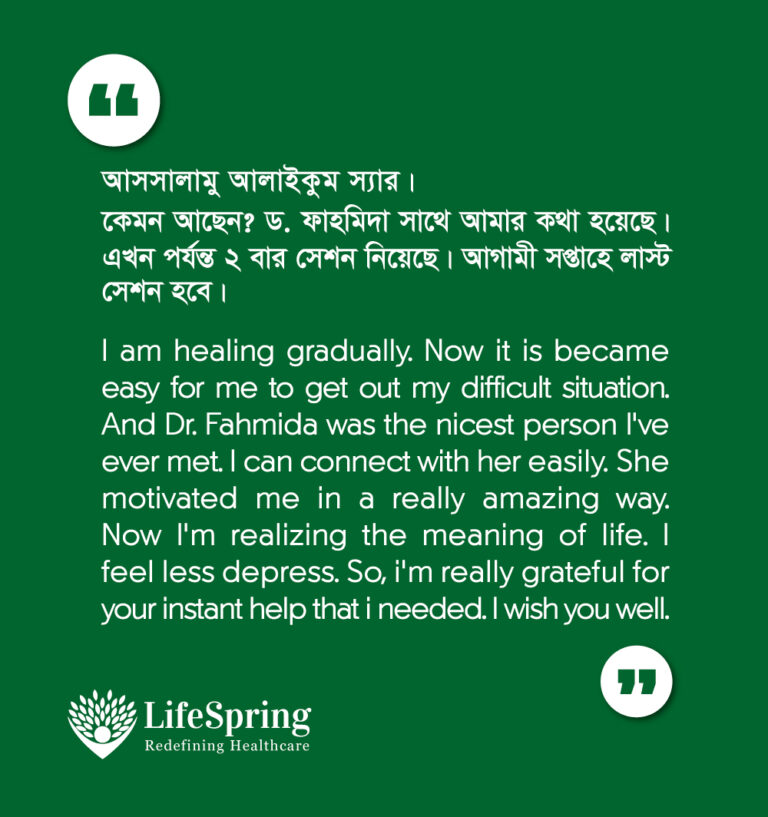 “
আসসালামু আলাইকুম স্যার।
কেমন আছেন? ড. ফাহমিদা সাথে আমার কথা হয়েছে।
এখন পর্যন্ত ২ বার সেশন নিয়েছে। আগামী সপ্তাহে লাস্ট
সেশন হবে।
I am healing gradually. Now it is became
easy for me to get out my difficult situation.
And Dr. Fahmida was the nicest person I've
ever met. I can connect with her easily. She
motivated me in a really amazing way.
Now I'm realizing the meaning of life. I
feel less depress. So, i'm really grateful for
your instant help that i needed. I wish you well.
”
LifeSpring
Redefining Healthcare